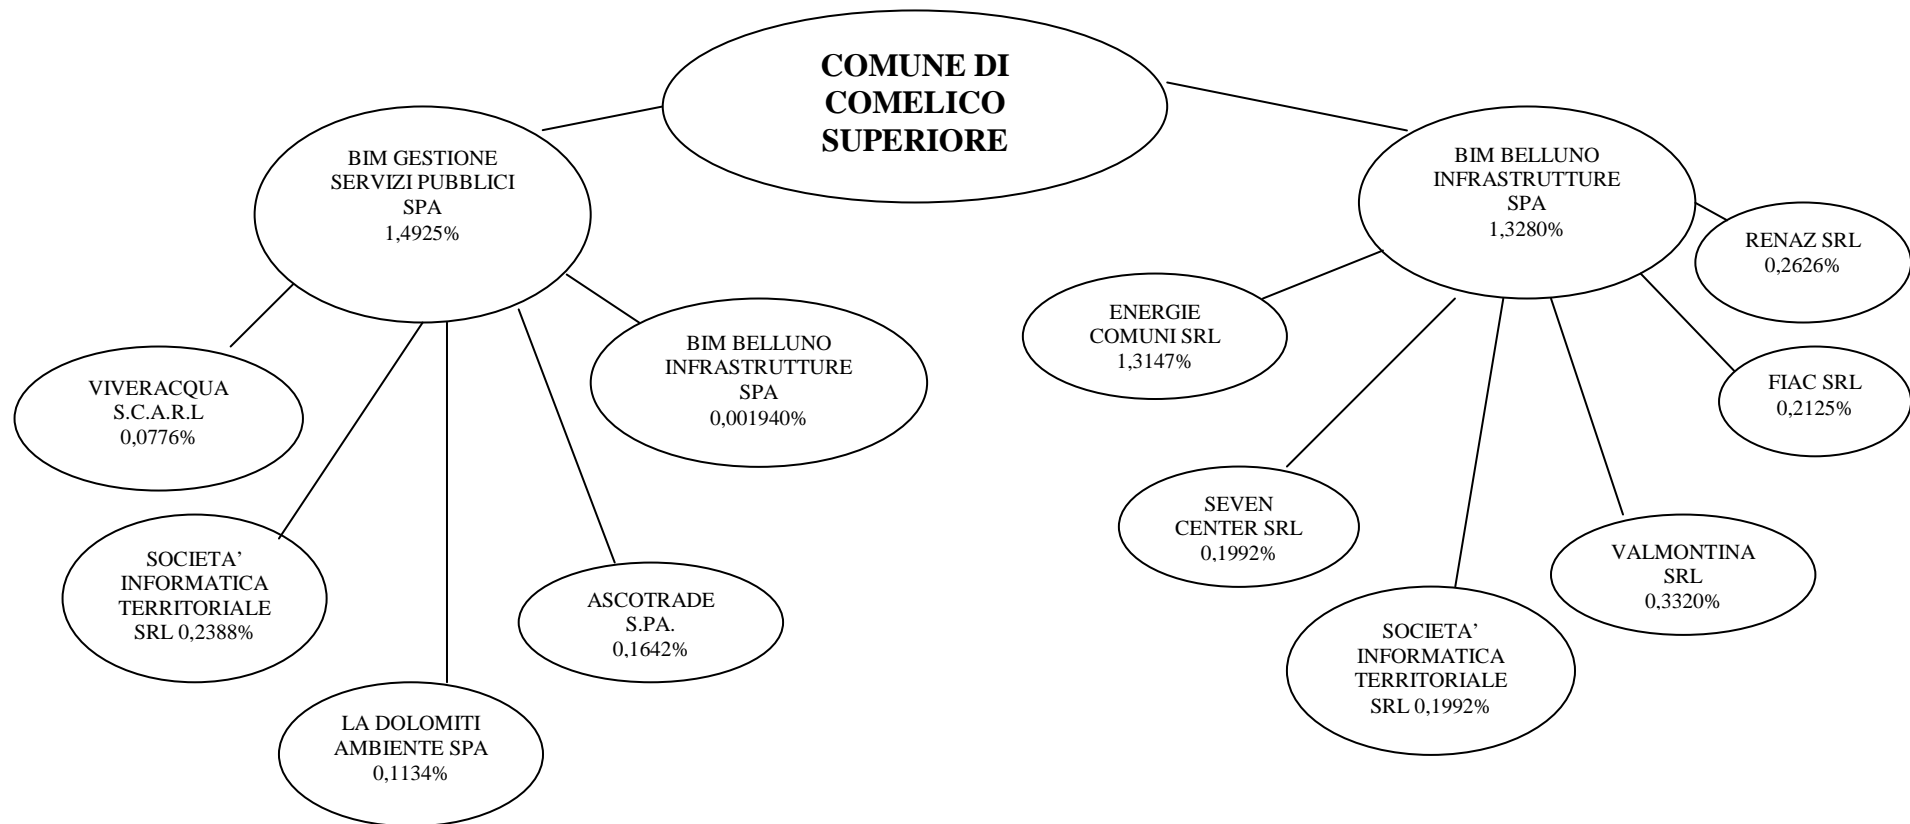 COMUNE DI
COMELICO
SUPERIORE
BIM GESTIONE
SERVIZI PUBBLICI
SPA
1,4925%
BIM BELLUNO
INFRASTRUTTURE
SPA
1,3280%
RENAZ SRL
0,2626%
ENERGIE
COMUNI SRL
1,3147%
BIM BELLUNO
INFRASTRUTTURE
SPA
0,001940%
VIVERACQUA
S.C.A.R.L
0,0776%
FIAC SRL
0,2125%
SEVEN
CENTER SRL
0,1992%
SOCIETA’
INFORMATICA
TERRITORIALE
SRL 0,2388%
VALMONTINA
SRL
0,3320%
ASCOTRADE
S.PA.
0,1642%
SOCIETA’
INFORMATICA
TERRITORIALE
SRL 0,1992%
LA DOLOMITI
AMBIENTE SPA
0,1134%